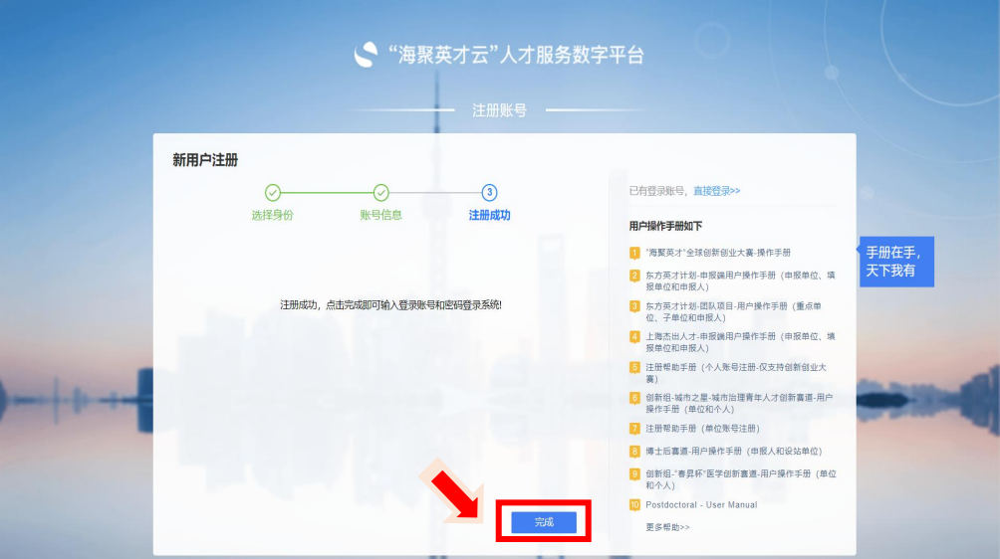 “海聚英才云”人才服务数字平台
注册账号
新用户注册
3
选择身份
账号信息
注册成功
注册成功，点击完成即可输入登录账号和密码登录系统!
完成
已有登录账号，直接登录>>
用户操作手册如下
1 “海聚英才”全球创新创业大赛-操作手册
2 东方英才计划-申报端用户操作手册（申报单位、填
报单位和申报人）
3 东方英才计划-团队项目-用户操作手册（重点单
位、子单位和申报人）
4 上海杰出人才-申报端用户操作手册（申报单位、填
报单位和申报人）
5 注册帮助手册（个人账号注册-仅支持创新创业大
赛）
6 创新组-城市之星-城市治理青年人才创新赛道-用户
操作手册（单位和个人）
7 注册帮助手册（单位账号注册）
8 博士后赛道-用户操作手册（申报人和设站单位）
9 创新组-“春昇杯”医学创新赛道-用户操作手册（单位
和个人）
10 Postdoctoral - User Manual
更多帮助>>
手册在手，
天下我有